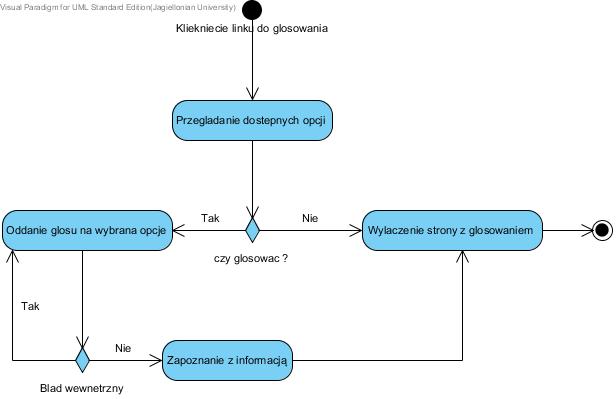 Visual Paradigm for UML Standard Edition(Jagiellonian University)
Kliekniecie linku do glosowania
Przegladanie dostepnych opcji
Tak
Nie
Oddanie glosu na wybrana opcje
Wylaczenie strony z glosowaniem
czy glosowac ?
Tak
Nie
Zapoznanie z informacją
Blad wewnetrzny